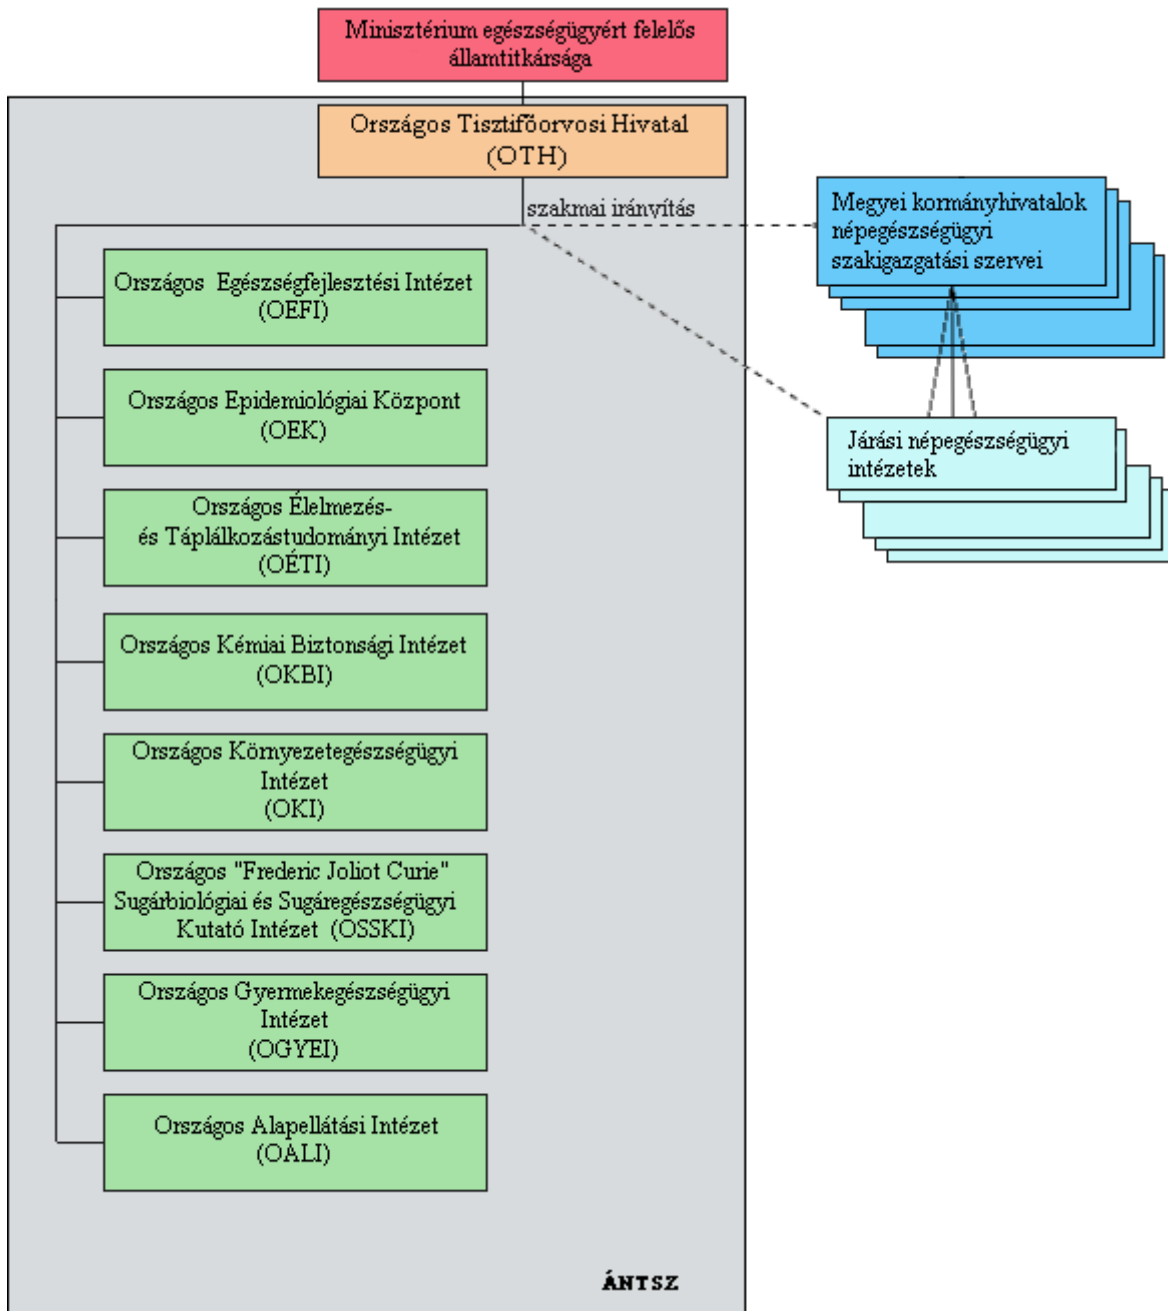 Minisztérium egészségügyért felelős
államtitkársága
Országos Tisztifőorvosi Hivatal
(OTH)
szakmai irányítás
Megyei kormányhivatalok
népegészségügyi
szakigazgatási szervei
Járási népegészségügyi
intézetek
Országos Egészségfejlesztési Intézet
(OEFI)
Országos Epidemiológiai Központ
(OEK)
Országos Élelmezés-
és Táplálkozástudományi Intézet
(OÉTI)
Országos Kémiai Biztonsági Intézet
(OKBI)
Országos Környezetegészségügyi
Intézet
(OKI)
Országos "Frederic Joliot Curie"
Sugárbiológiai és Sugáregészségügyi
Kutató Intézet (OSSKI)
Országos Gyermekegészségügyi
Intézet
(OGYEI)
Országos Alapellátási Intézet
(OALI)
ÁNTSZ